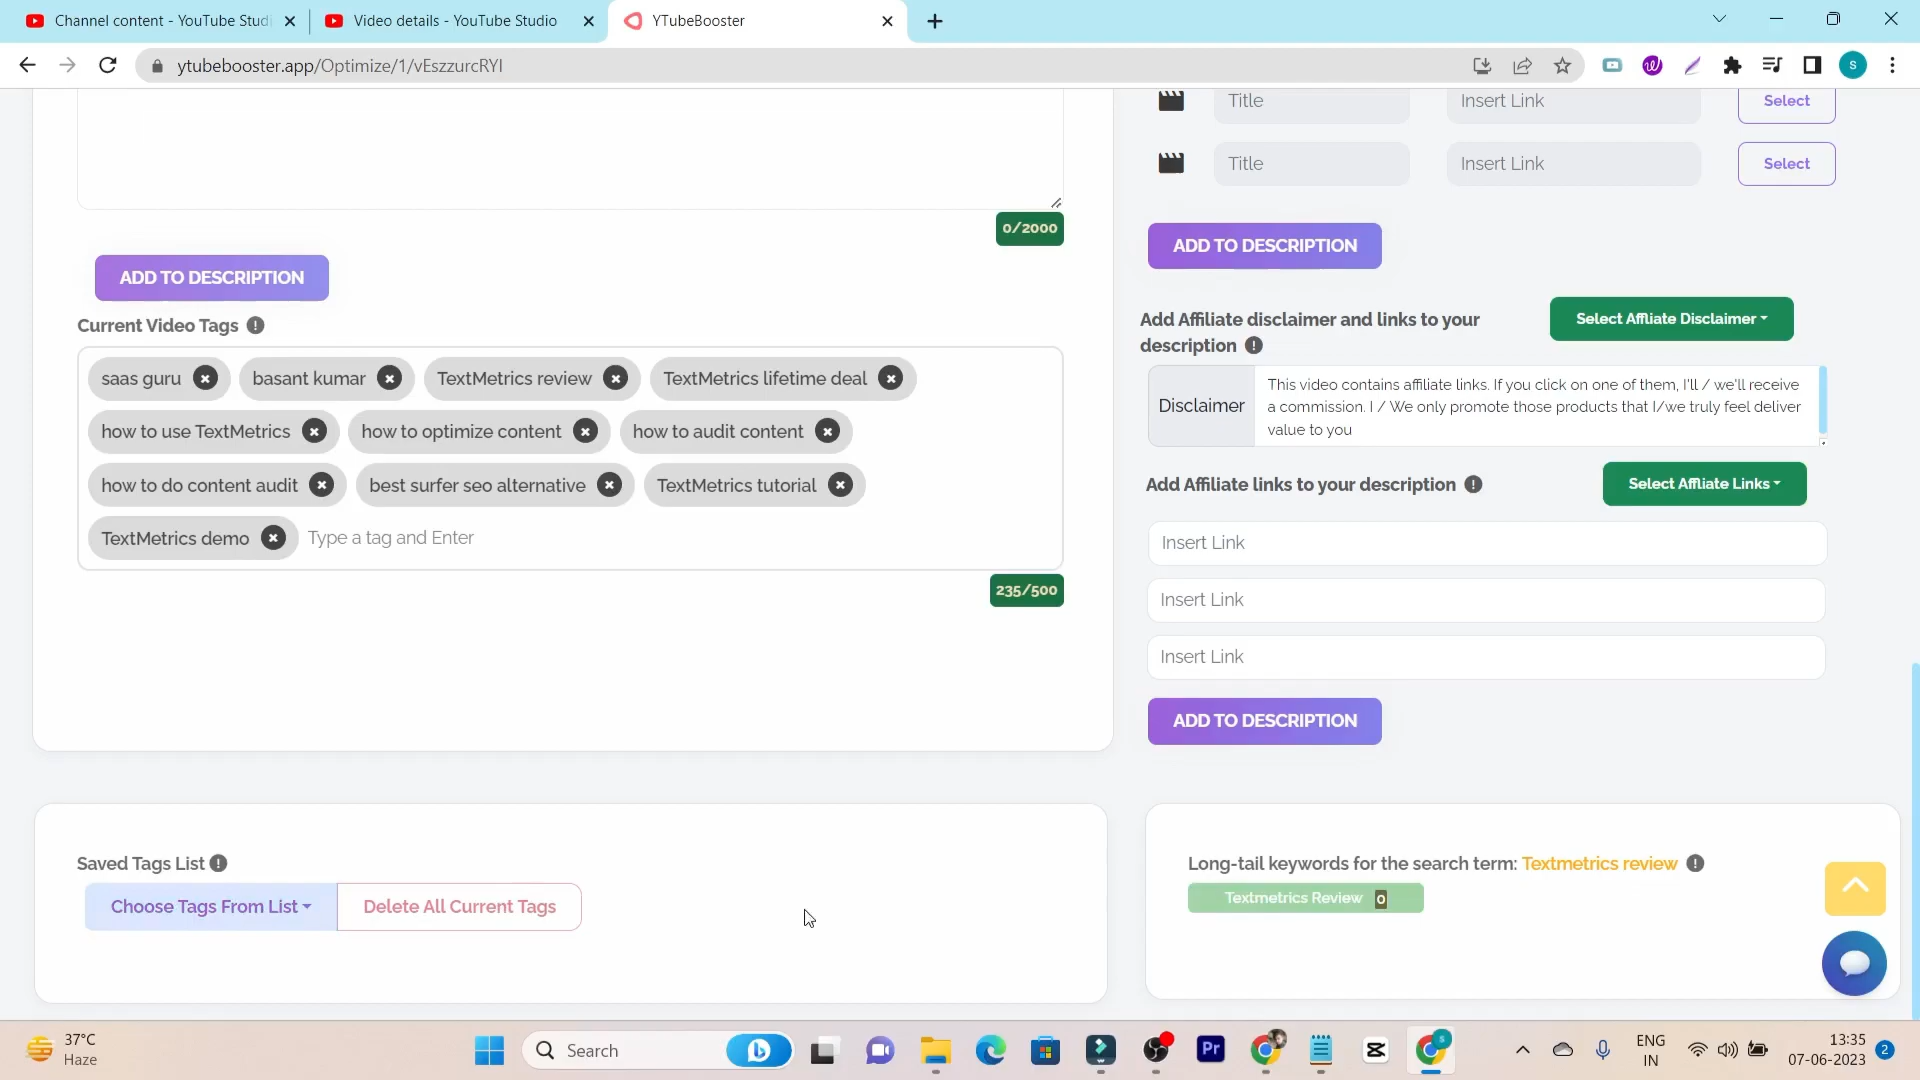 Channel content - YouTube Studi
Video details - YouTube Studio
YTubeBooster
ytubebooster.app/Optimize/1/vEszzurcRYI
S
Title
Insert Link
Select
Title
Insert Link
Select
0/2000
ADD TO DESCRIPTION
ADD TO DESCRIPTION
Current Video Tags
saas guru
basant kumar
TextMetrics review
TextMetrics lifetime deal
how to use TextMetrics
how to optimize content
how to audit content
how to do content audit
best surfer seo alternative
TextMetrics tutorial
TextMetrics demo
Type a tag and Enter
235/500
Add Affiliate disclaimer and links to your
description
Select Affliate Disclaimer
Disclaimer
This video contains affiliate links. If you click on one of them, I'll / we'll receive
a commission. I / We only promote those products that I/we truly feel deliver
value to you
Add Affiliate links to your description
Select Affliate Links
Insert Link
Insert Link
Insert Link
ADD TO DESCRIPTION
Saved Tags List
Choose Tags From List
Delete All Current Tags
Long-tail keywords for the search term: Textmetrics review
Textmetrics Review 0
37°C
Haze
Search
Pr
S
ENG
IN
13:35
07-06-2023
2